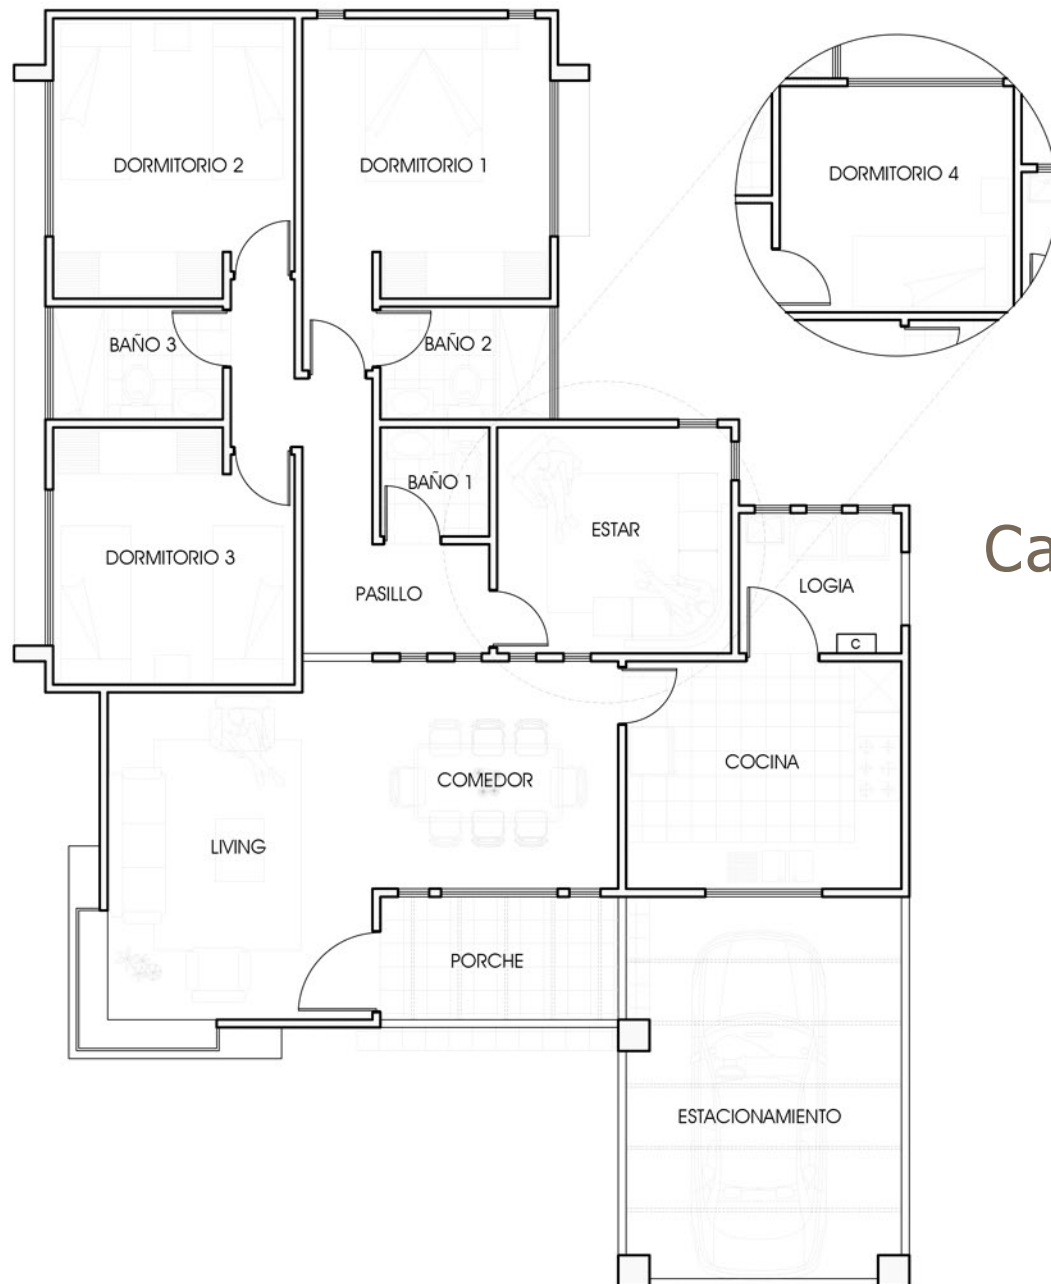 DORMITORIO 2
DORMITORIO 1
DORMITORIO 4
BAÑO 3
BAÑO 2
BAÑO 1
ESTAR
Ca
DORMITORIO 3
PASILLO
LOGIA
C
COCINA
COMEDOR
LIVING
PORCHE
ESTACIONAMIENTO